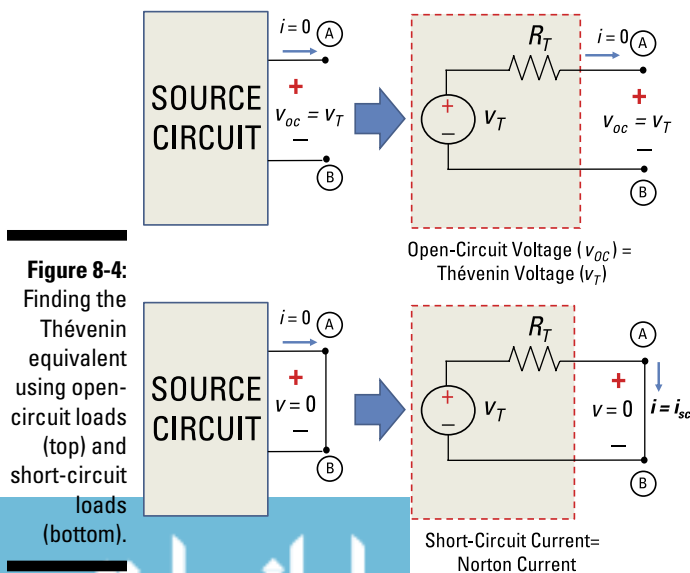 i = 0 A
SOURCE CIRCUIT
+
v_oc = v_T
–
B
R_T
i = 0 A
+
–
v_T
+
v_oc = v_T
–
B
Open-Circuit Voltage (v_OC) =
Thévenin Voltage (v_T)
Figure 8-4:
Finding the
Thévenin
equivalent
using open-
circuit loads
(top) and
short-circuit
loads
(bottom).
i = 0 A
SOURCE CIRCUIT
+
v = 0
–
B
R_T
A
+
–
v_T
+
v = 0
–
i = i_sc
B
Short-Circuit Current=
Norton Current